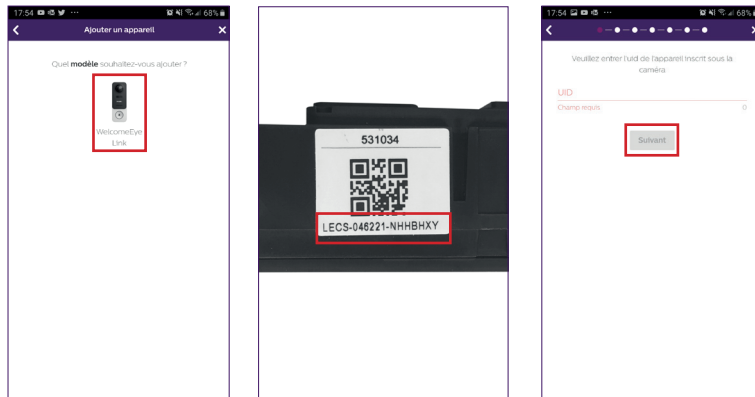 17:54 ... 68%
Ajouter un appareil
Quel modèle souhaitez-vous ajouter ?
WelcomeEye
Link
531034
LECS-046221-NHHBHXY
17:54 ... 68%
Veuillez entrer l'uid de l'appareil inscrit sous la
caméra
UID
Champ requis 0
Suivant